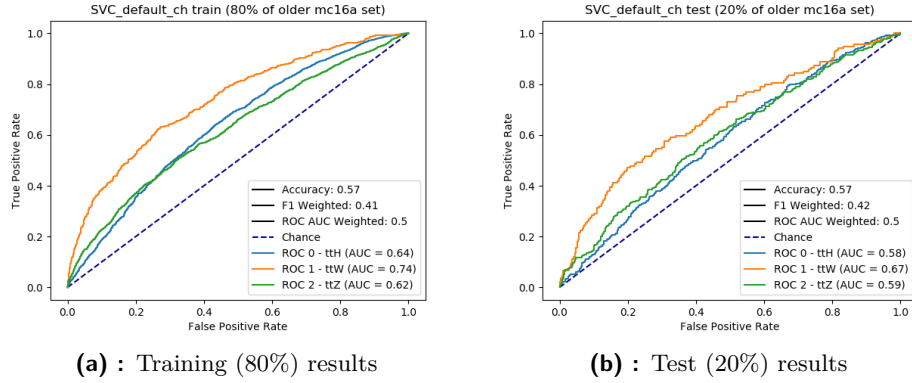 SVC_default_ch train (80% of older mc16a set)
True Positive Rate
1.0
0.8
0.6
0.4
0.2
0.0
Accuracy: 0.57
F1 Weighted: 0.41
ROC AUC Weighted: 0.5
Chance
ROC 0 - ttH (AUC = 0.64)
ROC 1 - ttW (AUC = 0.74)
ROC 2 - ttZ (AUC = 0.62)
0.0 0.2 0.4 0.6 0.8 1.0
False Positive Rate
(a) : Training (80%) results
SVC_default_ch test (20% of older mc16a set)
True Positive Rate
1.0
0.8
0.6
0.4
0.2
0.0
Accuracy: 0.57
F1 Weighted: 0.42
ROC AUC Weighted: 0.5
Chance
ROC 0 - ttH (AUC = 0.58)
ROC 1 - ttW (AUC = 0.67)
ROC 2 - ttZ (AUC = 0.59)
0.0 0.2 0.4 0.6 0.8 1.0
False Positive Rate
(b) : Test (20%) results